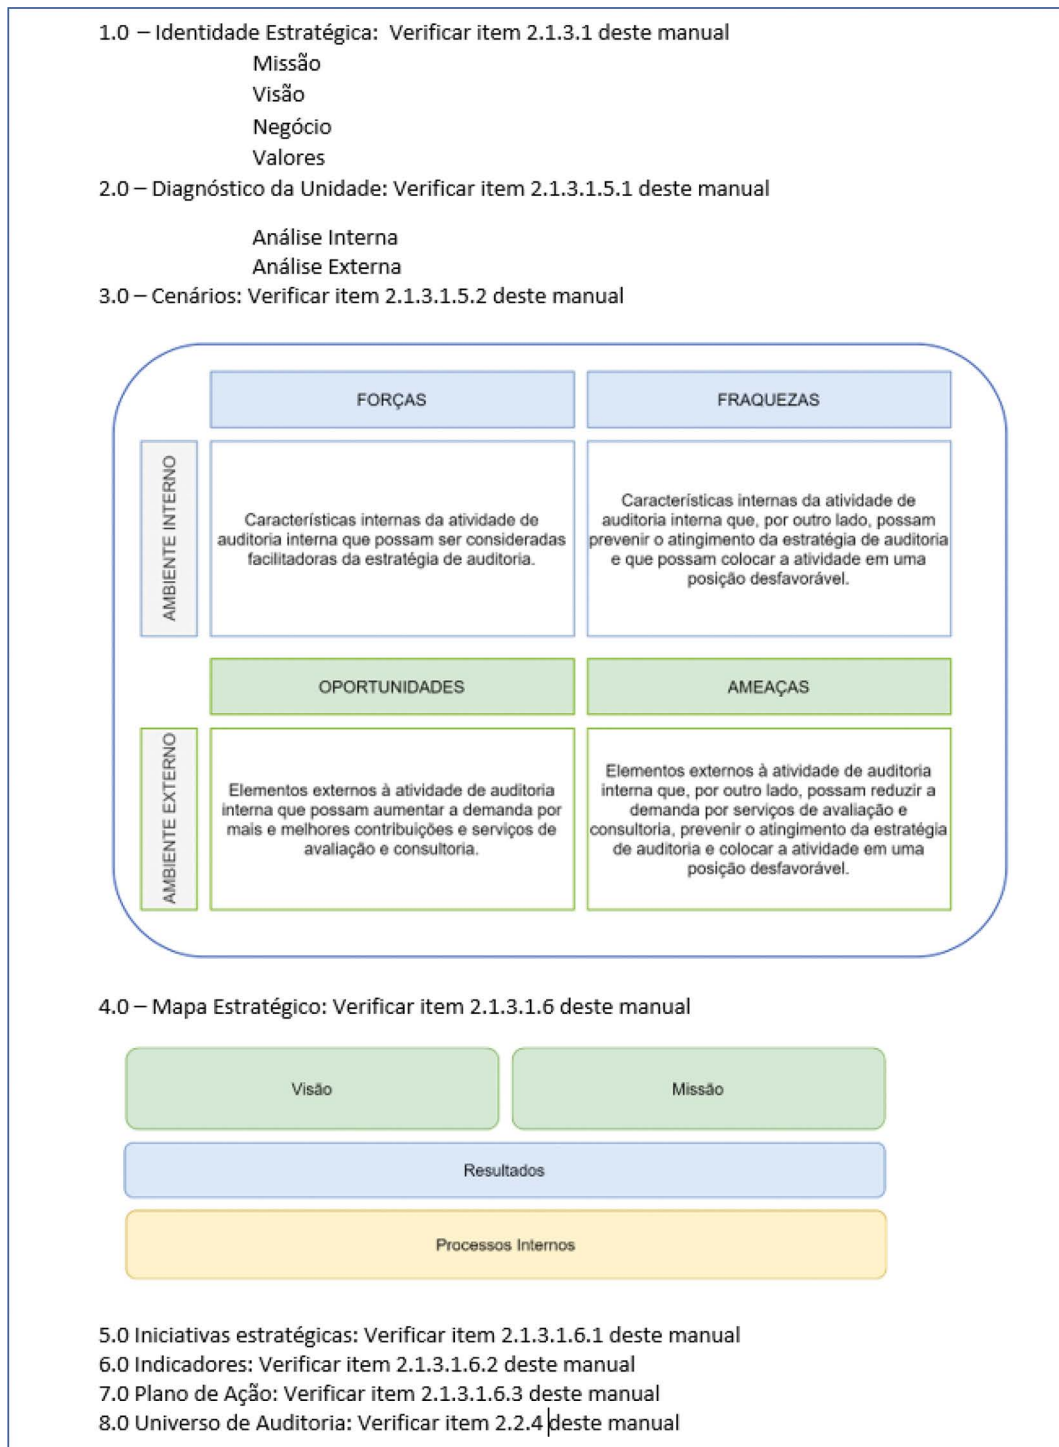 1.0 – Identidade Estratégica: Verificar item 2.1.3.1 deste manual
Missão
Visão
Negócio
Valores
2.0 – Diagnóstico da Unidade: Verificar item 2.1.3.1.5.1 deste manual
Análise Interna
Análise Externa
3.0 – Cenários: Verificar item 2.1.3.1.5.2 deste manual
FORÇAS
FRAQUEZAS
AMBIENTE INTERNO
Características internas da atividade de
auditoria interna que possam ser consideradas
facilitadoras da estratégia de auditoria.
Características internas da atividade de
auditoria interna que, por outro lado, possam
prevenir o atingimento da estratégia de auditoria
e que possam colocar a atividade em uma
posição desfavorável.
OPORTUNIDADES
AMEAÇAS
AMBIENTE EXTERNO
Elementos externos à atividade de auditoria
interna que possam aumentar a demanda por
mais e melhores contribuições e serviços de
avaliação e consultoria.
Elementos externos à atividade de auditoria
interna que, por outro lado, possam reduzir a
demanda por serviços de avaliação e
consultoria, prevenir o atingimento da estratégia
de auditoria e colocar a atividade em uma
posição desfavorável.
4.0 – Mapa Estratégico: Verificar item 2.1.3.1.6 deste manual
Visão
Missão
Resultados
Processos Internos
5.0 Iniciativas estratégicas: Verificar item 2.1.3.1.6.1 deste manual
6.0 Indicadores: Verificar item 2.1.3.1.6.2 deste manual
7.0 Plano de Ação: Verificar item 2.1.3.1.6.3 deste manual
8.0 Universo de Auditoria: Verificar item 2.2.4 deste manual